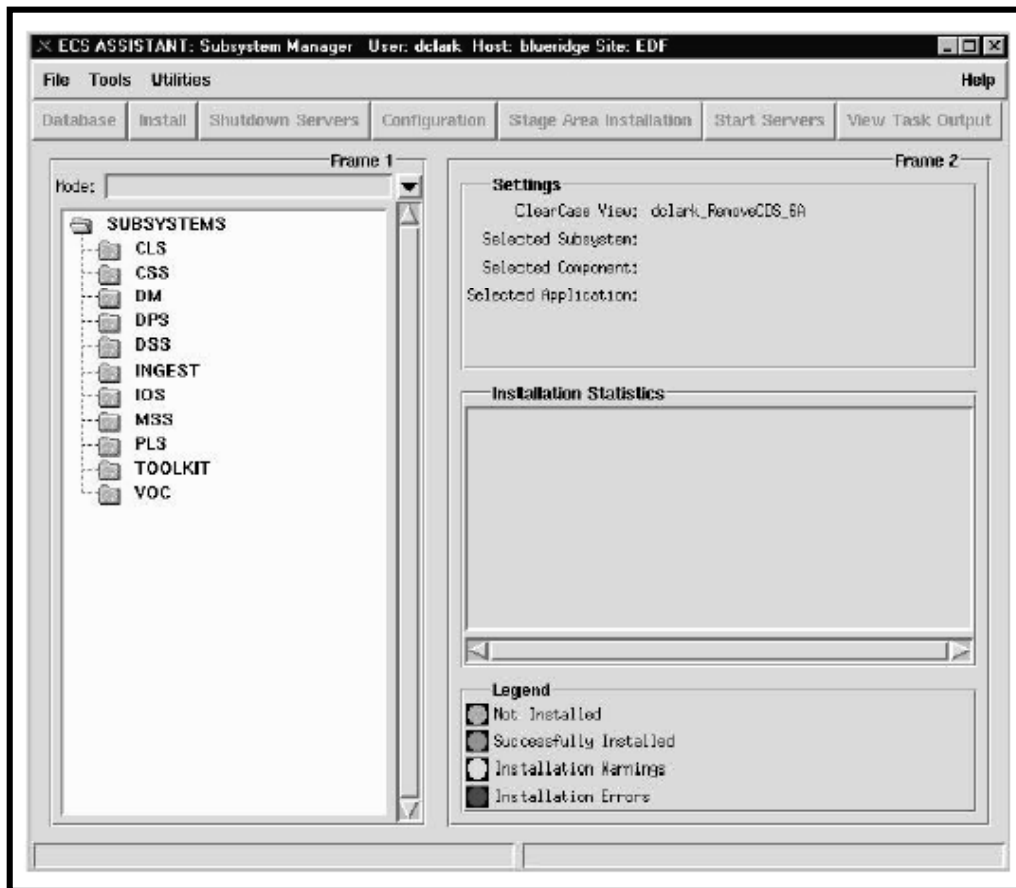 ECS ASSISTANT: Subsystem Manager User: dclark Host: blueridge Site: EDF
File Tools Utilities Help
Database Install Shutdown Servers Configuration Stage Area Installation Start Servers View Task Output
Frame 1
Mode:
SUBSYSTEMS
CLS
CSS
DM
DPS
DSS
INGEST
IOS
MSS
PLS
TOOLKIT
VOC
Frame 2
Settings
ClearCase View: dclark_RemoveCDS_6A
Selected Subsystem:
Selected Component:
Selected Application:
Installation Statistics
Legend
Not Installed
Successfully Installed
Installation Warnings
Installation Errors